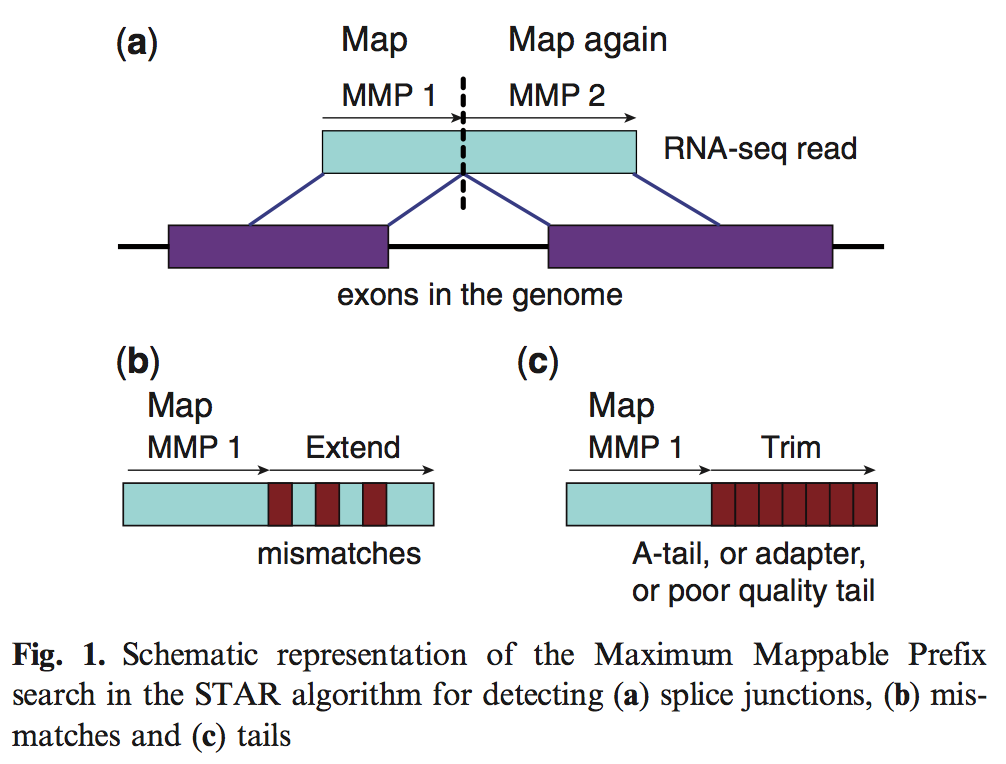 (a)
Map
Map again
MMP 1
MMP 2
RNA-seq read
exons in the genome
(b)
Map
MMP 1
Extend
mismatches
(c)
Map
MMP 1
Trim
A-tail, or adapter,
or poor quality tail
Fig. 1. Schematic representation of the Maximum Mappable Prefix
search in the STAR algorithm for detecting (a) splice junctions, (b) mis-
matches and (c) tails